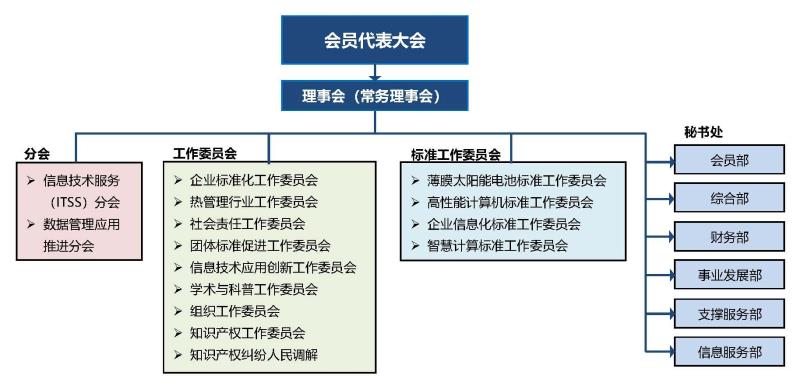 会员代表大会
理事会（常务理事会）
分会
信息技术服务
（ITSS）分会
数据管理应用
推进分会
工作委员会
企业标准化工作委员会
热管理行业工作委员会
社会责任工作委员会
团体标准促进工作委员会
信息技术应用创新工作委员会
学术与科普工作委员会
组织工作委员会
知识产权工作委员会
知识产权纠纷人民调解
标准工作委员会
薄膜太阳能电池标准工作委员会
高性能计算机标准工作委员会
企业信息化标准工作委员会
智慧计算标准工作委员会
秘书处
会员部
综合部
财务部
事业发展部
支撑服务部
信息服务部